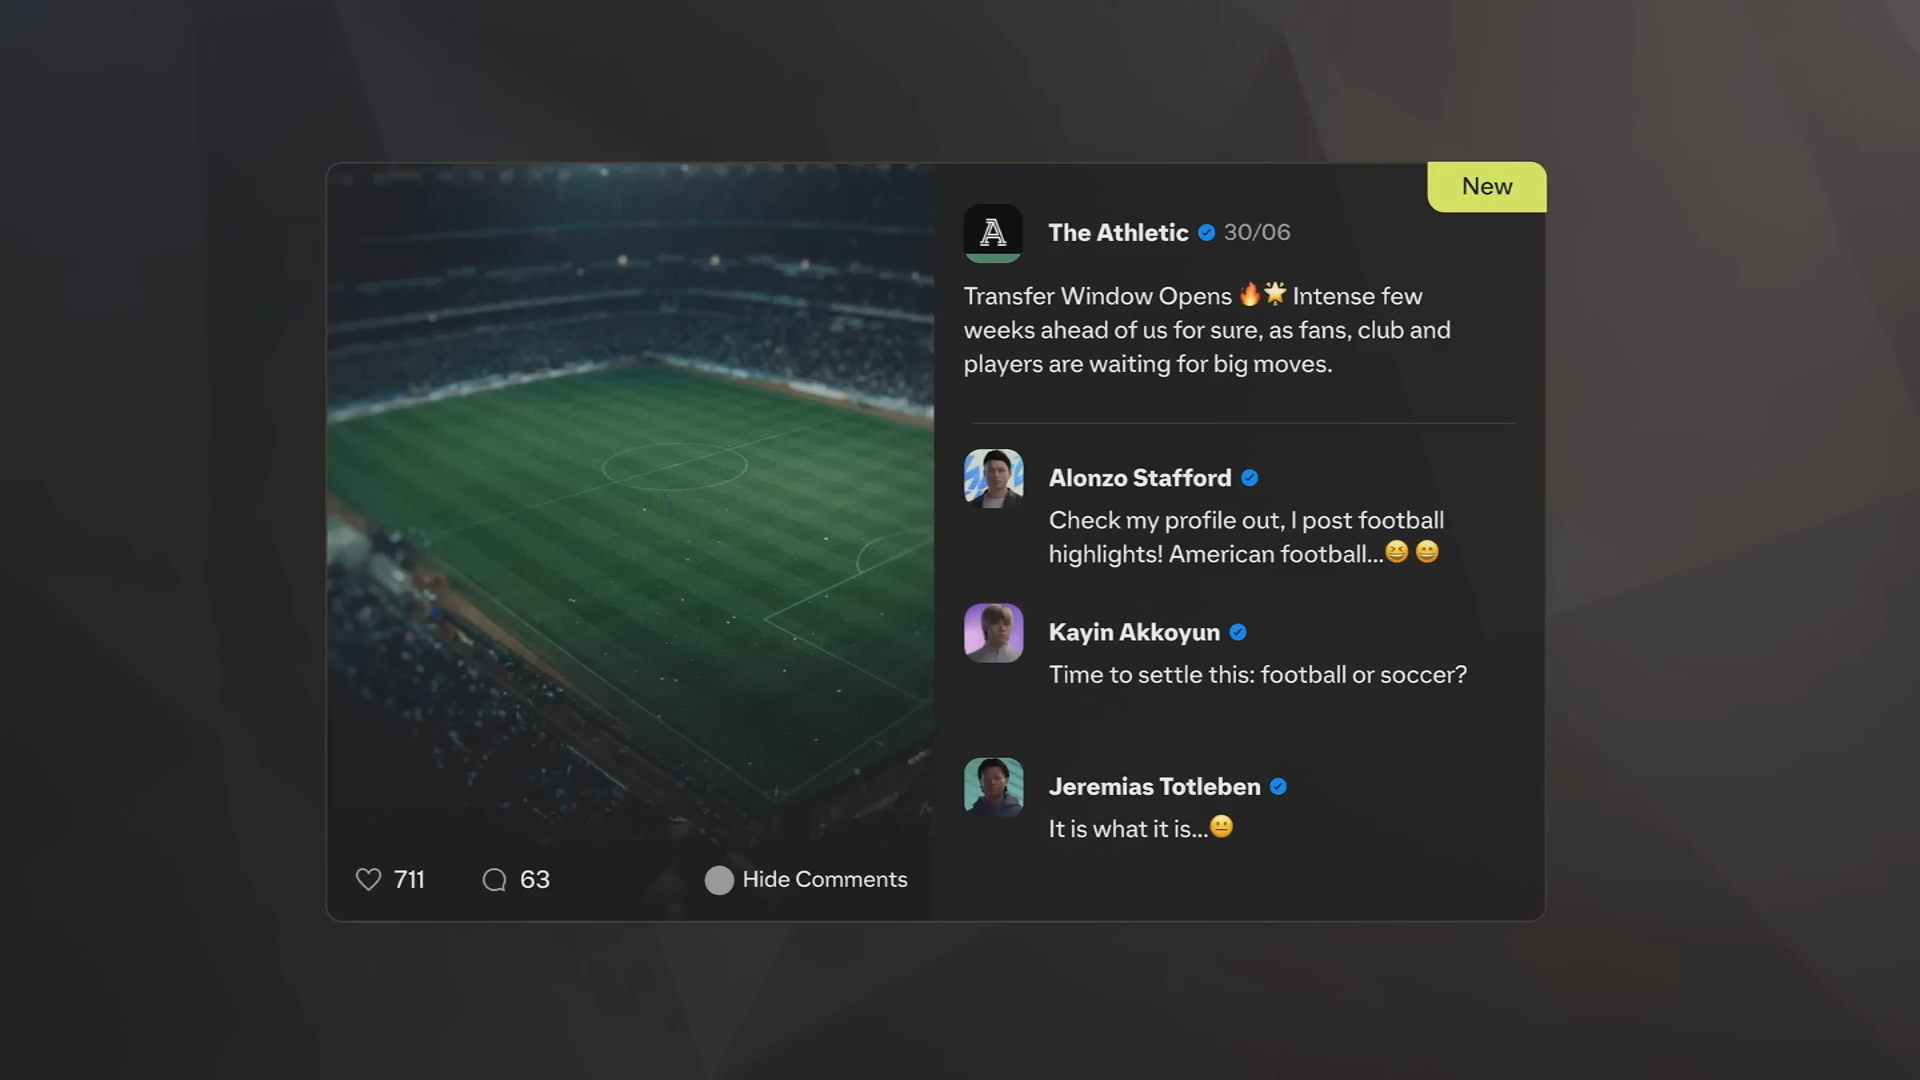 New
A
The Athletic 30/06
Transfer Window Opens 🔥🌟 Intense few
weeks ahead of us for sure, as fans, club and
players are waiting for big moves.
Alonzo Stafford
Check my profile out, I post football
highlights! American football...😆 😁
Kayin Akkoyun
Time to settle this: football or soccer?
Jeremias Totleben
It is what it is...😐
711 63 Hide Comments